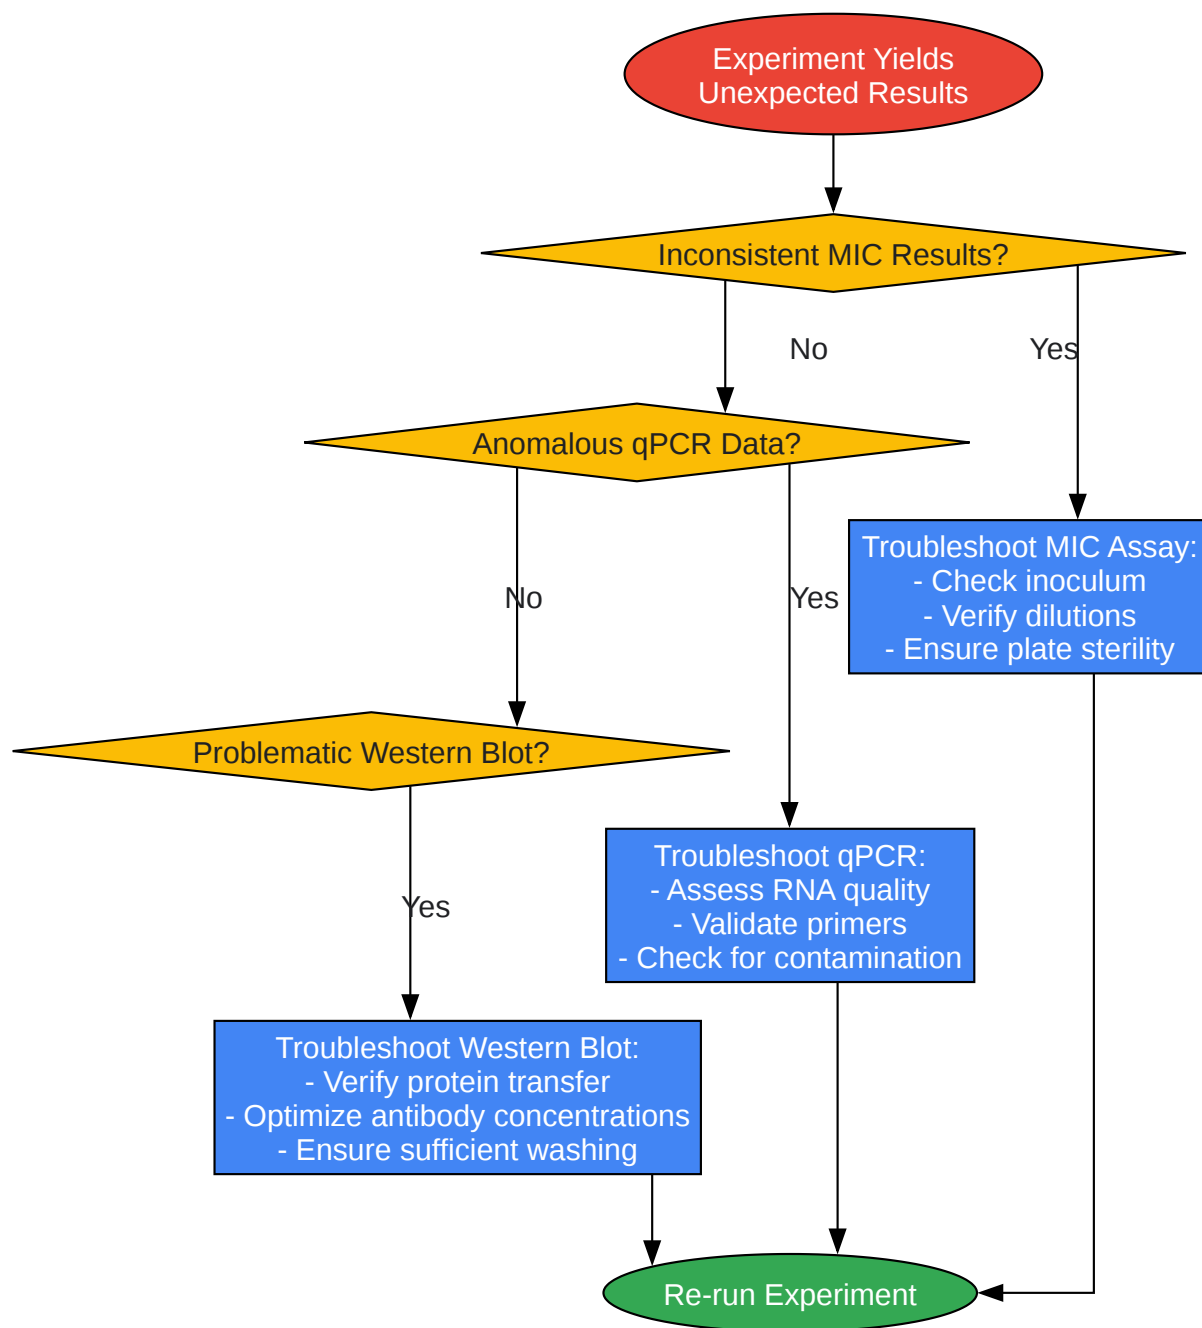 Experiment Yields
Unexpected Results
Inconsistent MIC Results?
No
Yes
Anomalous qPCR Data?
Troubleshoot MIC Assay:
- Check inoculum
- Verify dilutions
- Ensure plate sterility
No
Yes
Problematic Western Blot?
Troubleshoot qPCR:
- Assess RNA quality
- Validate primers
- Check for contamination
Yes
Troubleshoot Western Blot:
- Verify protein transfer
- Optimize antibody concentrations
- Ensure sufficient washing
Re-run Experiment